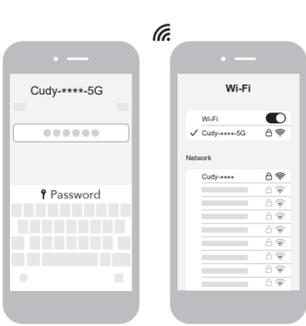 Cudy-****-5G
Password
Wi-Fi
Wi-Fi
Cudy-****-5G
Network
Cudy-****